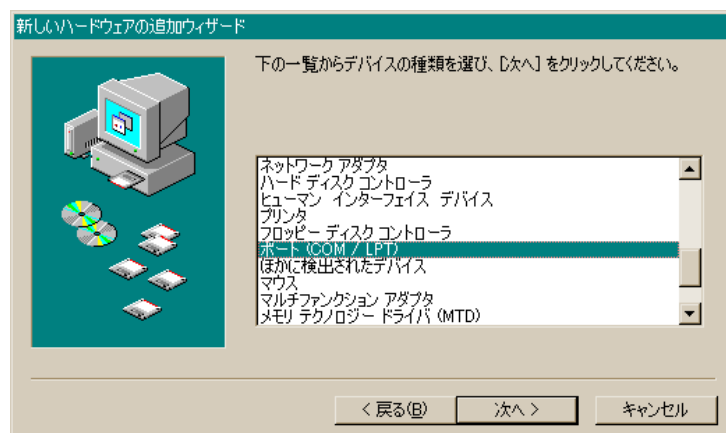 新しいハードウェアの追加ウィザード
下の一覧からデバイスの種類を選び、[次へ] をクリックしてください。
ネットワーク アダプタ
ハード ディスク コントローラ
ヒューマン インターフェイス デバイス
プリンタ
フロッピー ディスク コントローラ
ポート (COM / LPT)
ほかに検出されたデバイス
マウス
マルチファンクション アダプタ
メモリ テクノロジー ドライバ (MTD)
< 戻る(B) 次へ > キャンセル